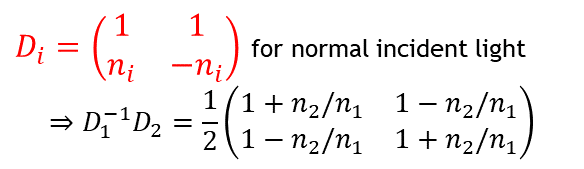 D_i = ( 1 1 ; n_i −n_i ) for normal incident light
⇒ D_1^{-1}D_2 = 1/2 ( 1 + n_2/n_1 1 − n_2/n_1 ; 1 − n_2/n_1 1 + n_2/n_1 )